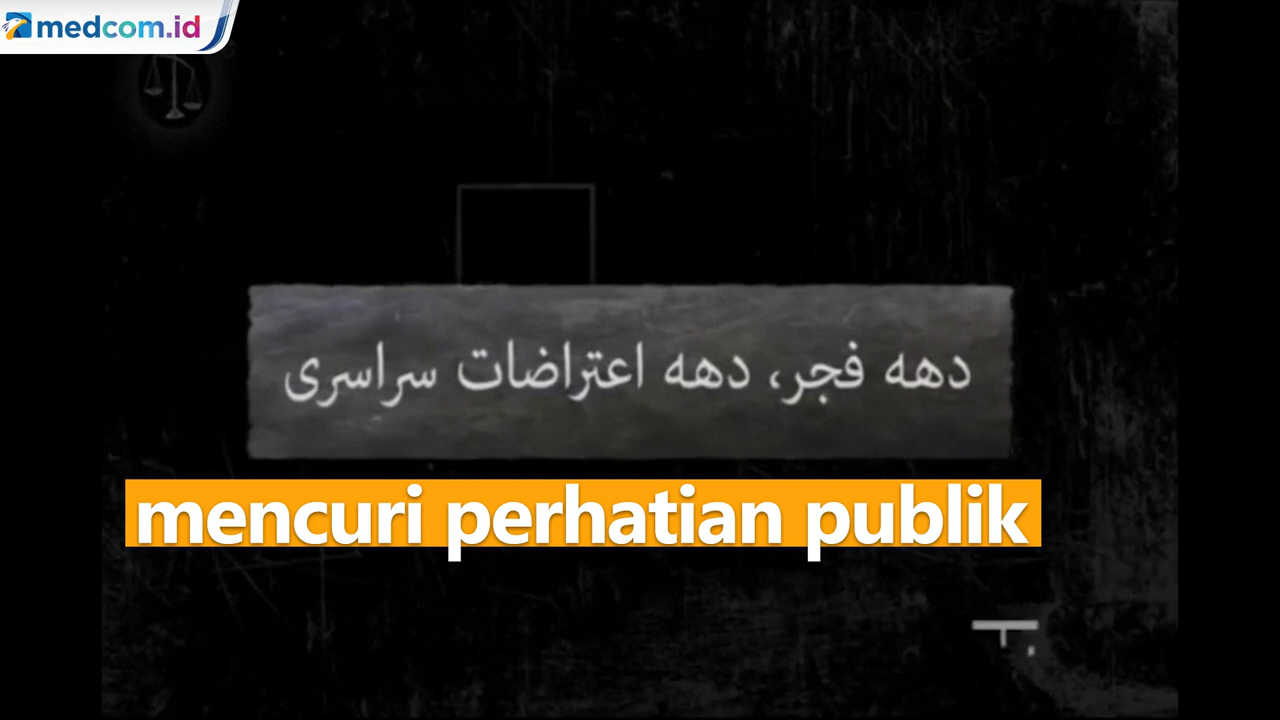 medcom.id
دهه فجر، دهه اعتراضات سراسری
mencuri perhatian publik